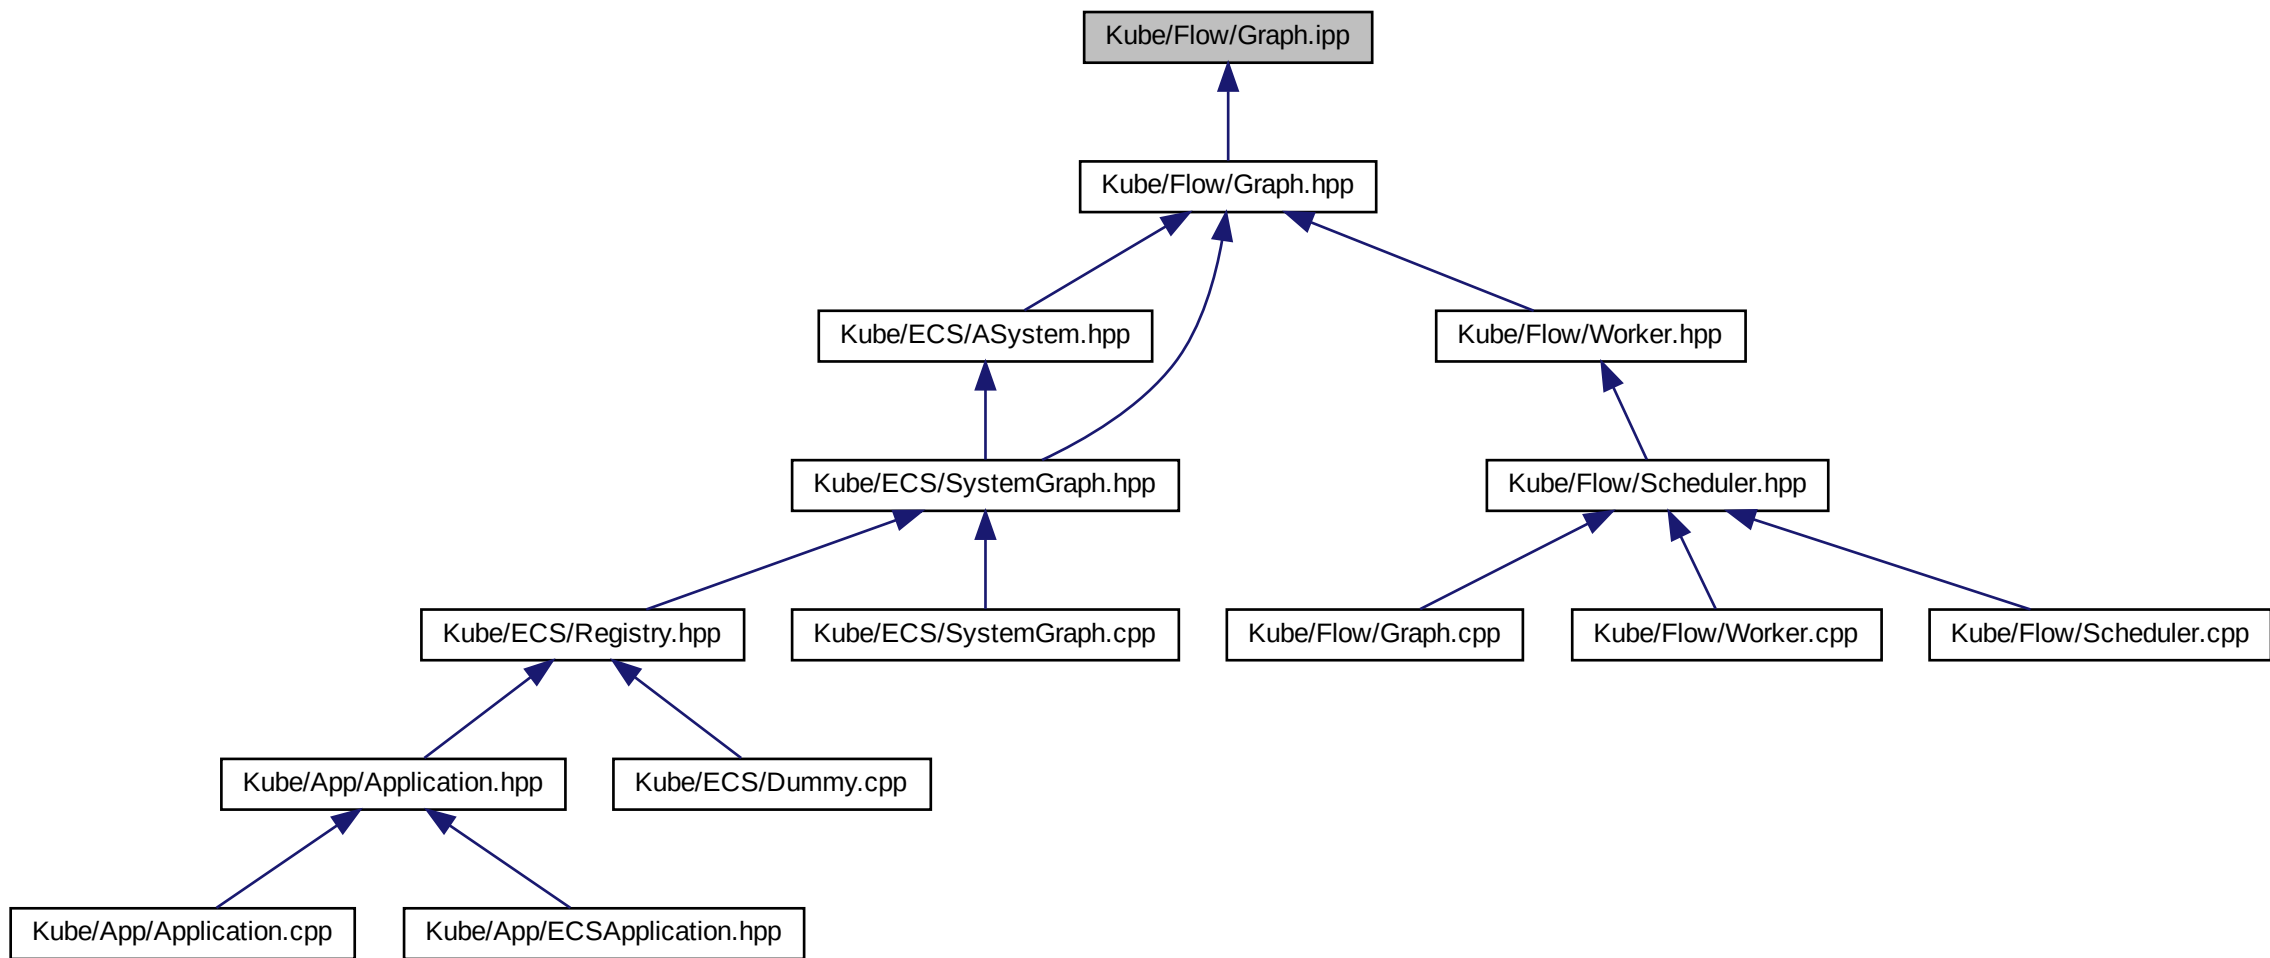 Kube/Flow/Graph.ipp
Kube/Flow/Graph.hpp
Kube/ECS/ASystem.hpp
Kube/Flow/Worker.hpp
Kube/ECS/SystemGraph.hpp
Kube/Flow/Scheduler.hpp
Kube/ECS/Registry.hpp
Kube/ECS/SystemGraph.cpp
Kube/Flow/Graph.cpp
Kube/Flow/Worker.cpp
Kube/Flow/Scheduler.cpp
Kube/App/Application.hpp
Kube/ECS/Dummy.cpp
Kube/App/Application.cpp
Kube/App/ECSApplication.hpp